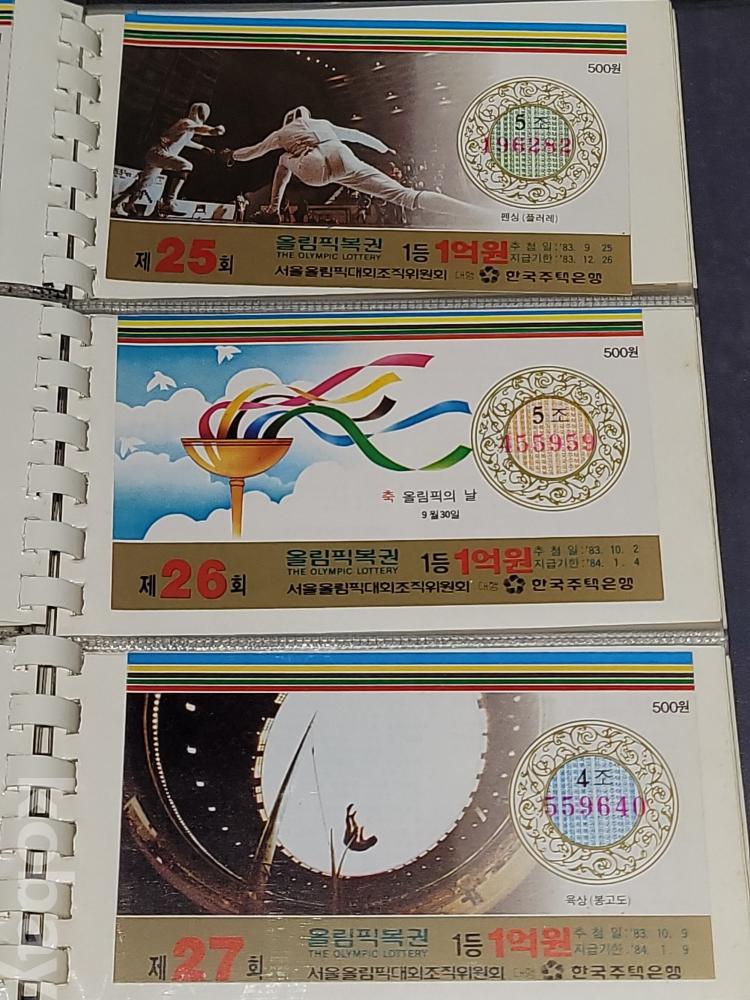 500원
5 조
196282
펜싱 (플러레)
제25회
올림픽복권
THE OLYMPIC LOTTERY
1등 1억원
추 첨 일 : '83. 9. 25
지급기한 : '83. 12. 26
서울올림픽대회조직위원회 대행 한국주택은행
500원
5 조
455959
축 올림픽의 날
9월30일
제26회
올림픽복권
THE OLYMPIC LOTTERY
1등 1억원
추 첨 일 : '83. 10. 2
지급기한 : '84. 1. 4
서울올림픽대회조직위원회 대행 한국주택은행
500원
4 조
559640
육상 (봉고도)
제27회
올림픽복권
THE OLYMPIC LOTTERY
1등 1억원
추 첨 일 : '83. 10. 9
지급기한 : '84. 1. 9
서울올림픽대회조직위원회 대행 한국주택은행